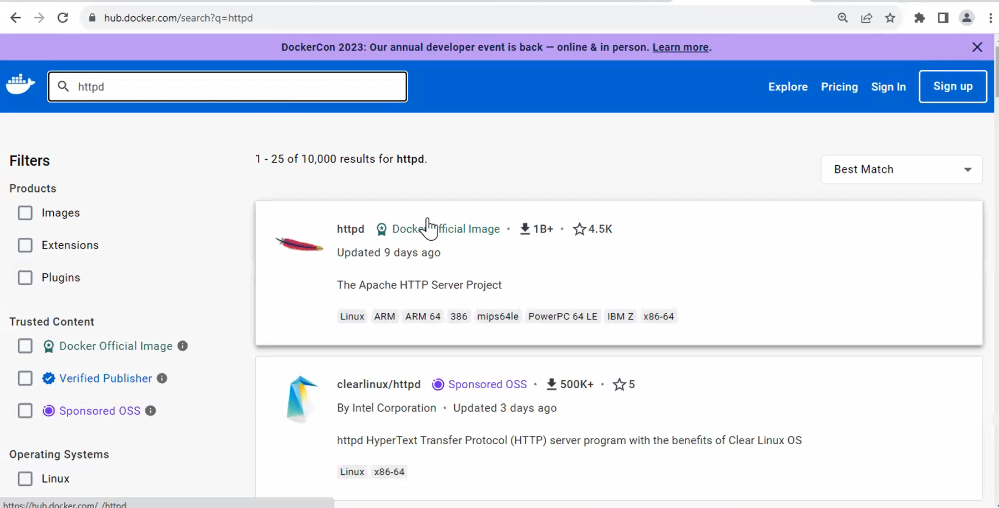 hub.docker.com/search?q=httpd
DockerCon 2023: Our annual developer event is back — online & in person. Learn more.
httpd
Explore Pricing Sign In Sign up
Filters
1 - 25 of 10,000 results for httpd.
Best Match
Products
Images
Extensions
Plugins
Trusted Content
Docker Official Image
Verified Publisher
Sponsored OSS
Operating Systems
Linux
httpd Docker Official Image • 1B+ • 4.5K
Updated 9 days ago
The Apache HTTP Server Project
Linux ARM ARM 64 386 mips64le PowerPC 64 LE IBM Z x86-64
clearlinux/httpd Sponsored OSS • 500K+ • 5
By Intel Corporation • Updated 3 days ago
httpd HyperText Transfer Protocol (HTTP) server program with the benefits of Clear Linux OS
Linux x86-64
https://hub.docker.com/_/httpd